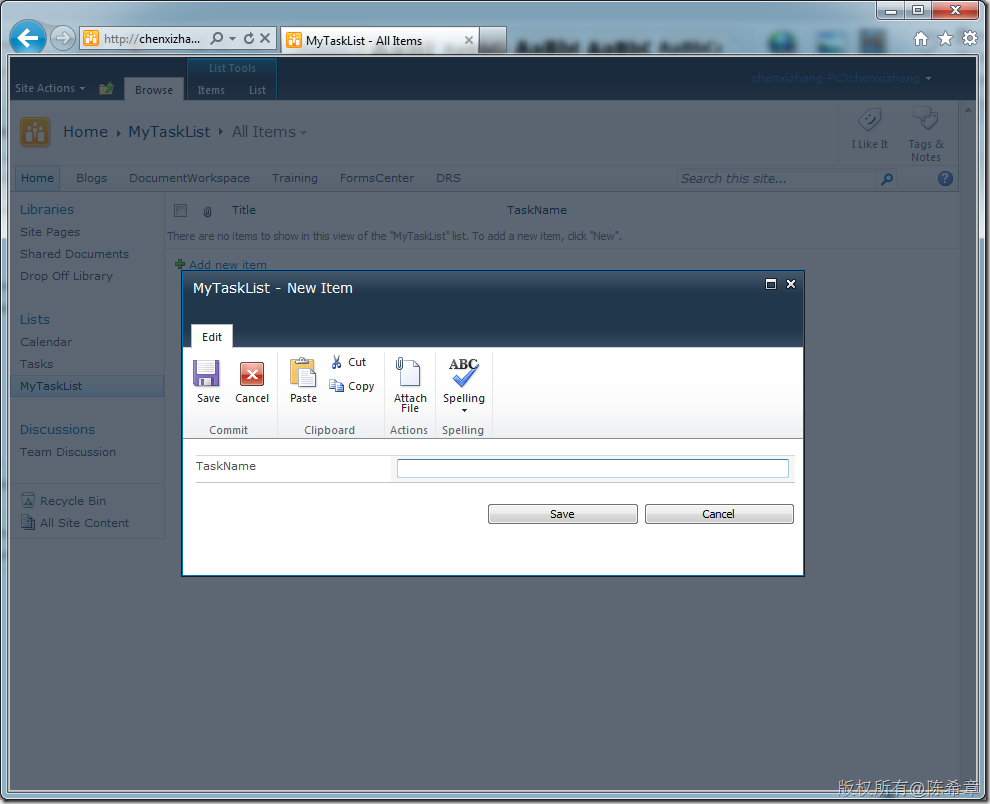 http://chenxizha...
MyTaskList - All Items
List Tools
Site Actions
Browse
Items
List
chenxizhang-PC\chenxizhang
Home
MyTaskList
All Items
I Like It
Tags &
Notes
Home
Blogs
DocumentWorkspace
Training
FormsCenter
DRS
Search this site...
Libraries
Site Pages
Shared Documents
Drop Off Library
Lists
Calendar
Tasks
MyTaskList
Discussions
Team Discussion
Recycle Bin
All Site Content
Title
TaskName
There are no items to show in this view of the "MyTaskList" list. To add a new item, click "New".
Add new item
MyTaskList - New Item
Edit
Save
Cancel
Commit
Paste
Cut
Copy
Clipboard
Attach
File
Actions
ABC
Spelling
Spelling
TaskName
Save
Cancel
版权所有@陈希章